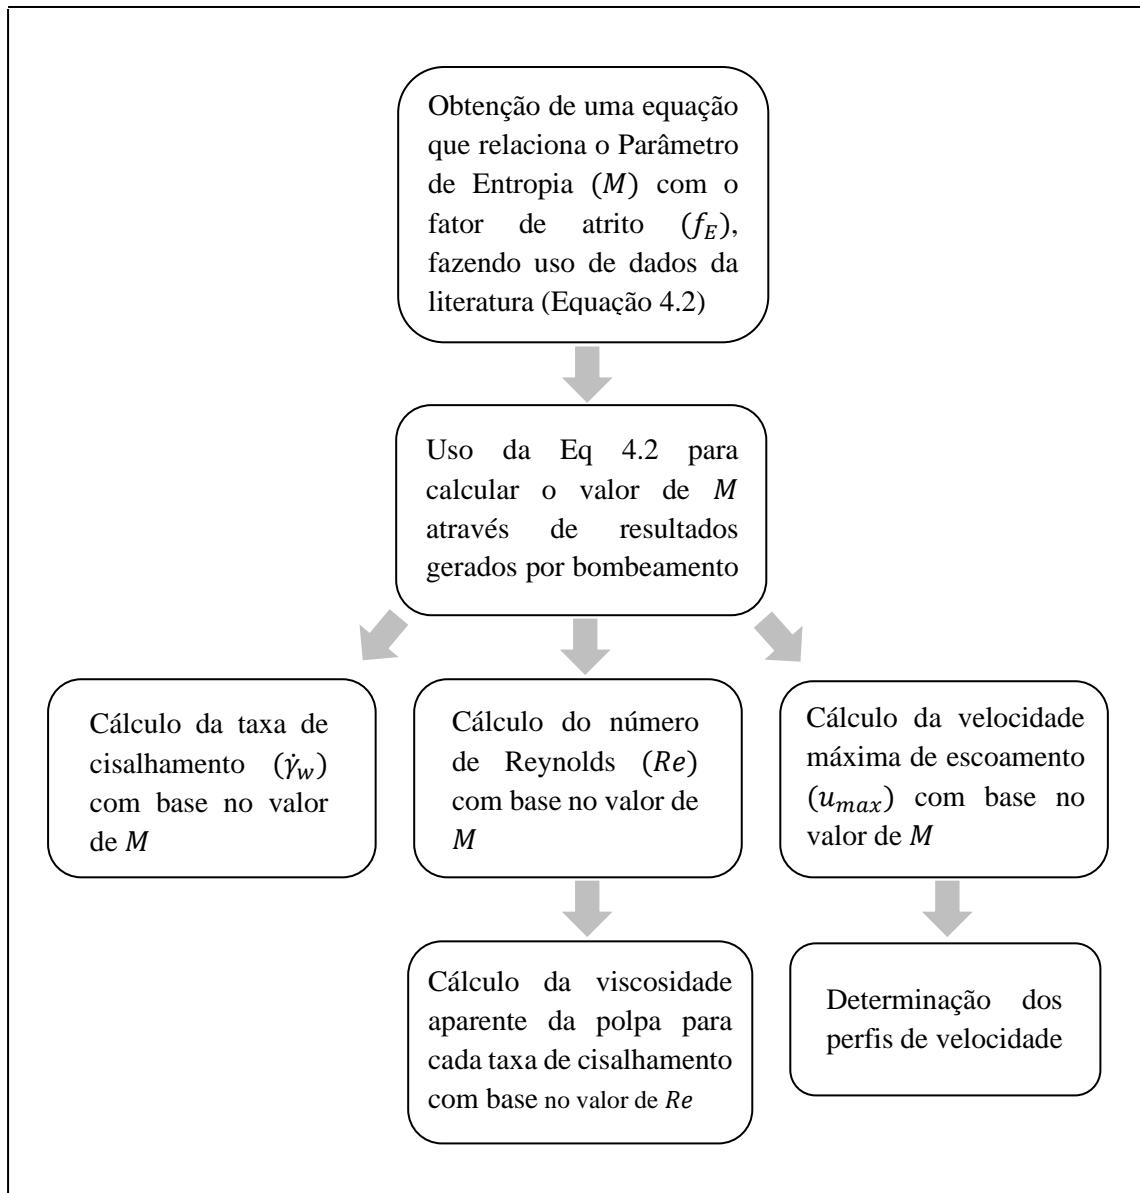 Obtenção de uma equação
que relaciona o Parâmetro
de Entropia (M) com o
fator de atrito (f_E),
fazendo uso de dados da
literatura (Equação 4.2)
Uso da Eq 4.2 para
calcular o valor de M
através de resultados
gerados por bombeamento
Cálculo da taxa de
cisalhamento (γ̇_w)
com base no valor
de M
Cálculo do número
de Reynolds (Re)
com base no valor de
M
Cálculo da velocidade
máxima de escoamento
(u_max) com base no
valor de M
Cálculo da viscosidade
aparente da polpa para
cada taxa de cisalhamento
com base no valor de Re
Determinação dos
perfis de velocidade